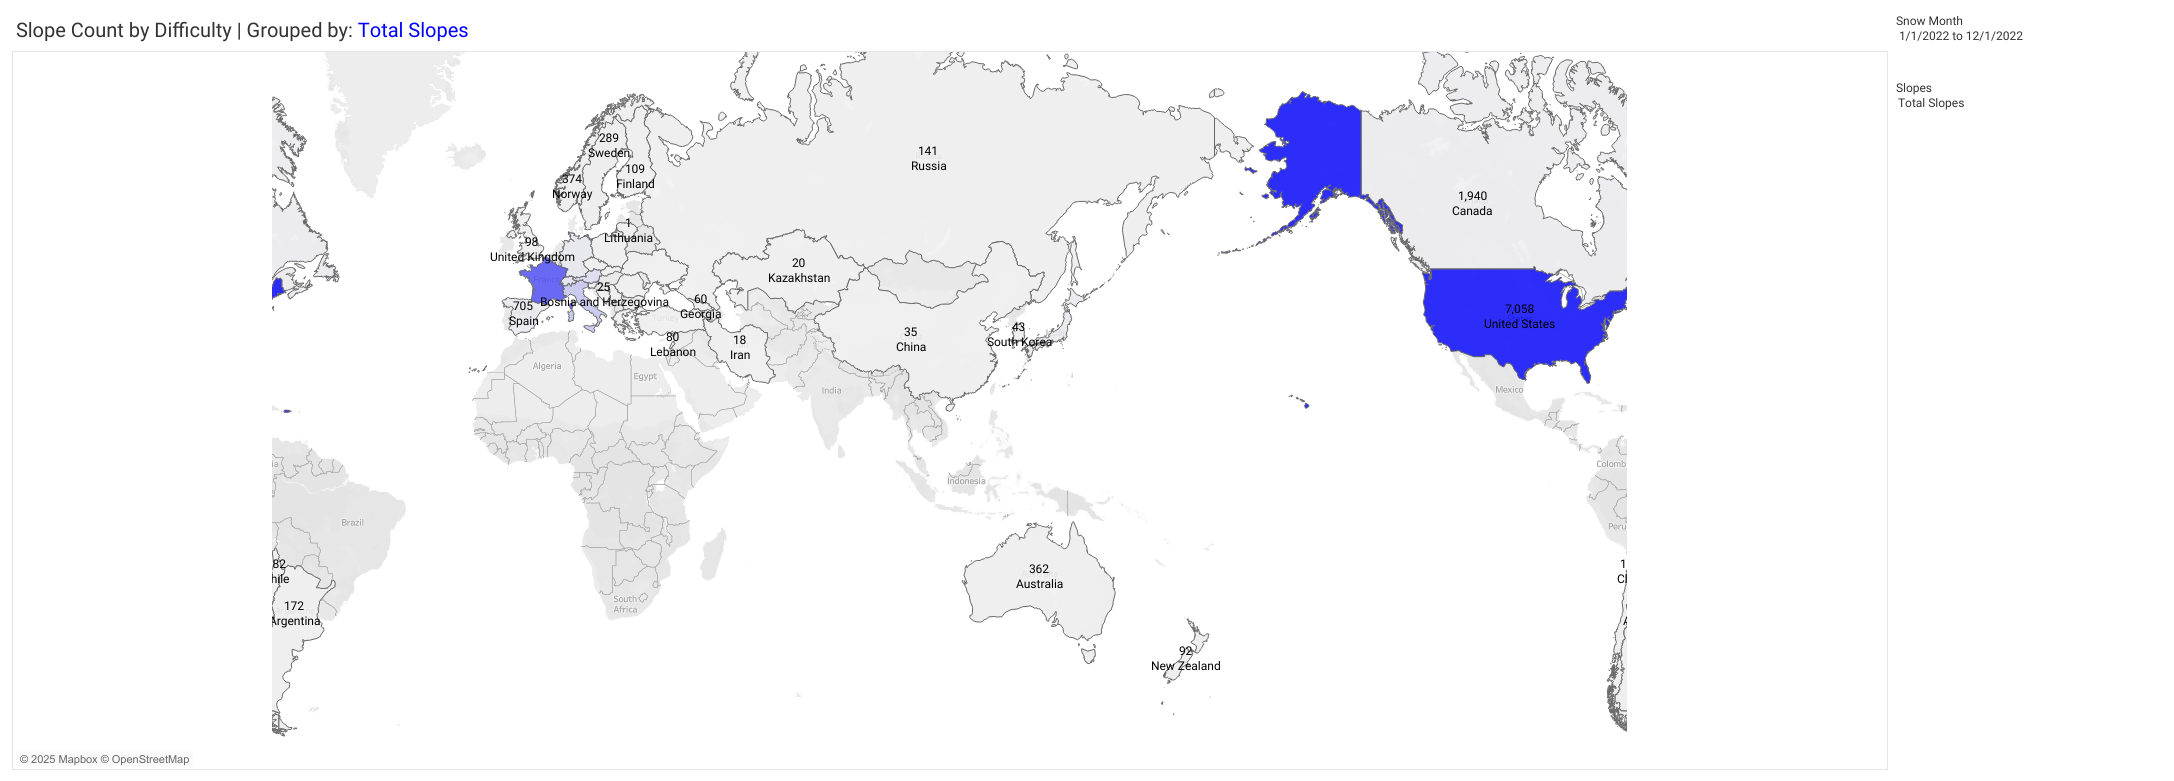 Slope Count by Difficulty | Grouped by: Total Slopes
Snow Month
1/1/2022 to 12/1/2022
Slopes
Total Slopes
289
Sweden
109
Finland
374
Norway
141
Russia
1,940
Canada
1
Lithuania
98
United Kingdom
20
Kazakhstan
25
Bosnia and Herzegovina
705
Spain
60
Georgia
80
Lebanon
18
Iran
35
China
43
South Korea
7,058
United States
Algeria
Egypt
India
Mexico
Indonesia
Colomb
Brazil
Peru
82
hile
172
Argentina
South
Africa
362
Australia
92
New Zealand
1
Cl
© 2025 Mapbox © OpenStreetMap